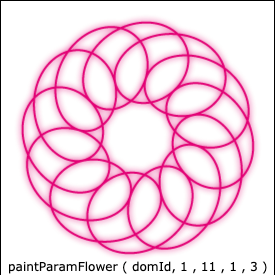 paintParamFlower ( domId, 1 , 11 , 1 , 3 )